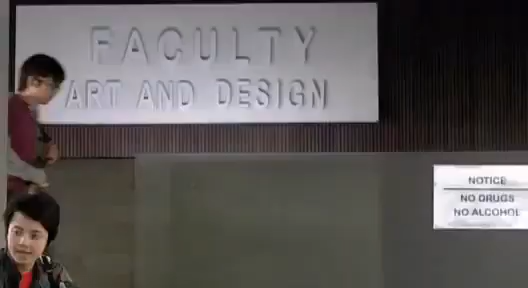 FACULTY
ART AND DESIGN
NOTICE
NO DRUGS
NO ALCOHOL